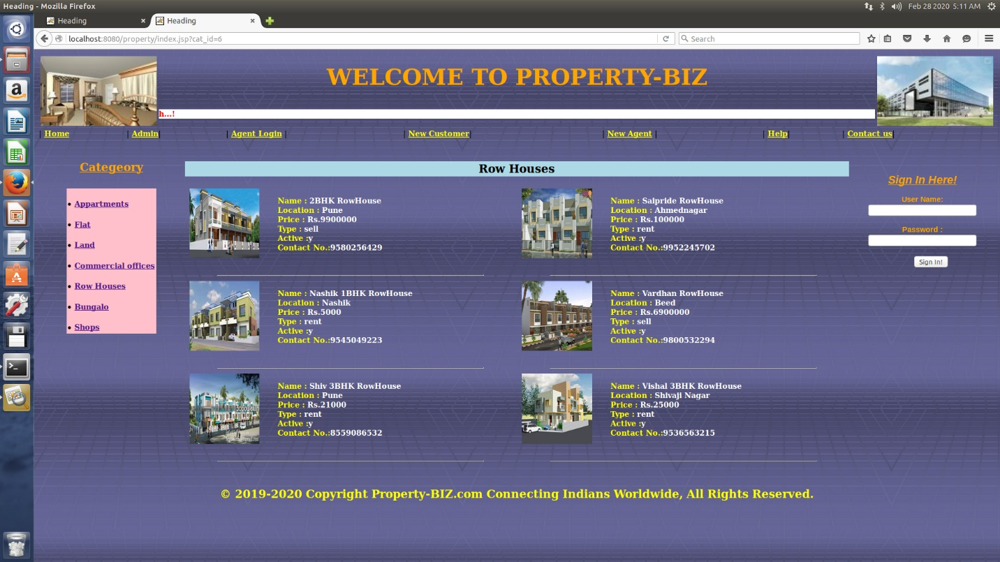 Heading - Mozilla Firefox
Feb 28 2020 5:11 AM
Heading
Heading
localhost:8080/property/index.jsp?cat_id=6
Search
WELCOME TO PROPERTY-BIZ
h...!
| Home | Admin| | Agent Login | | New Customer| | New Agent | | Help| | Contact us|
Categeory
• Appartments
• Flat
• Land
• Commercial offices
• Row Houses
• Bungalo
• Shops
Row Houses
Name : 2BHK RowHouse
Location : Pune
Price : Rs.9900000
Type : sell
Active :y
Contact No.:9580256429
Name : Saipride RowHouse
Location : Ahmednagar
Price : Rs.100000
Type : rent
Active :y
Contact No.:9952245702
Name : Nashik 1BHK RowHouse
Location : Nashik
Price : Rs.5000
Type : rent
Active :y
Contact No.:9545049223
Name : Vardhan RowHouse
Location : Beed
Price : Rs.6900000
Type : sell
Active :y
Contact No.:9800532294
Name : Shiv 3BHK RowHouse
Location : Pune
Price : Rs.21000
Type : rent
Active :y
Contact No.:8559086532
Name : Vishal 3BHK RowHouse
Location : Shivaji Nagar
Price : Rs.25000
Type : rent
Active :y
Contact No.:9536563215
Sign In Here!
User Name:
Password :
Sign In!
© 2019-2020 Copyright Property-BIZ.com Connecting Indians Worldwide, All Rights Reserved.